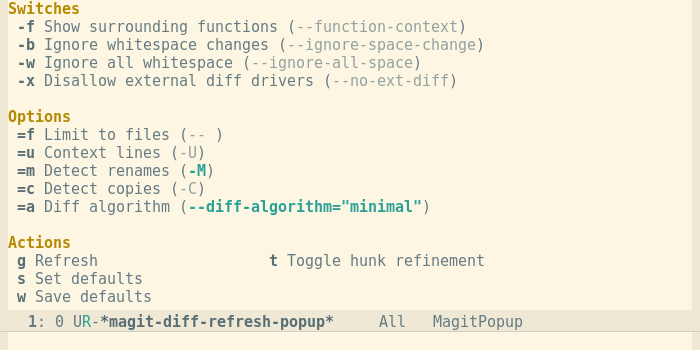 Switches
-f Show surrounding functions (--function-context)
-b Ignore whitespace changes (--ignore-space-change)
-w Ignore all whitespace (--ignore-all-space)
-x Disallow external diff drivers (--no-ext-diff)
Options
=f Limit to files (-- )
=u Context lines (-U)
=m Detect renames (-M)
=c Detect copies (-C)
=a Diff algorithm (--diff-algorithm="minimal")
Actions
g Refresh t Toggle hunk refinement
s Set defaults
w Save defaults
1: 0 UR-*magit-diff-refresh-popup* All MagitPopup